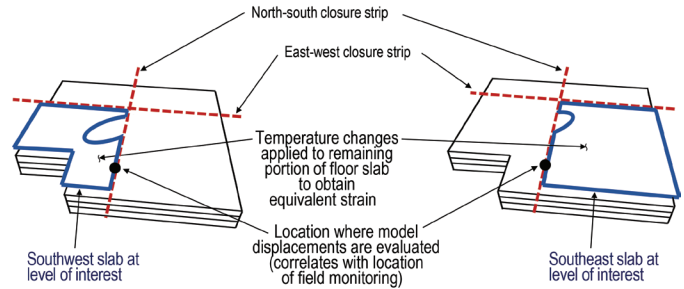 North-south closure strip
East-west closure strip
Temperature changes
applied to remaining
portion of floor slab
to obtain
equivalent strain
Location where model
displacements are evaluated
(correlates with location
of field monitoring)
Southwest slab at
level of interest
Southeast slab at
level of interest